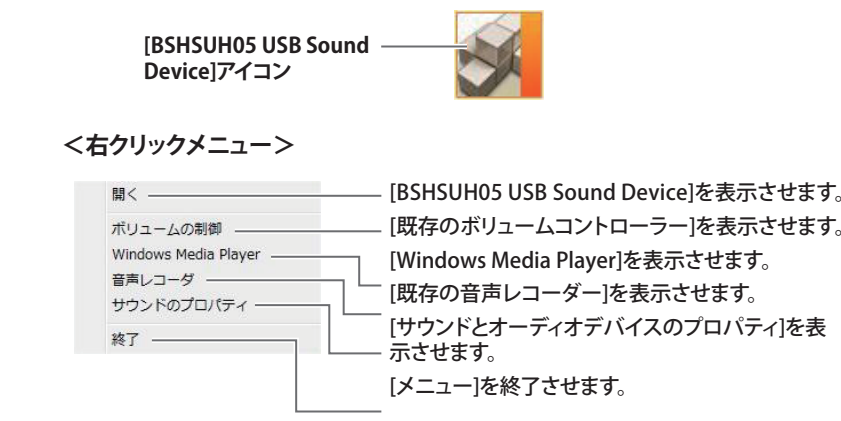 [BSHSUH05 USB Sound
Device]アイコン
＜右クリックメニュー＞
開く
[BSHSUH05 USB Sound Device]を表示させます。
ボリュームの制御
[既存のボリュームコントローラー]を表示させます。
Windows Media Player
[Windows Media Player]を表示させます。
音声レコーダ
[既存の音声レコーダー]を表示させます。
サウンドのプロパティ
[サウンドとオーディオデバイスのプロパティ]を表
示させます。
終了
[メニュー]を終了させます。